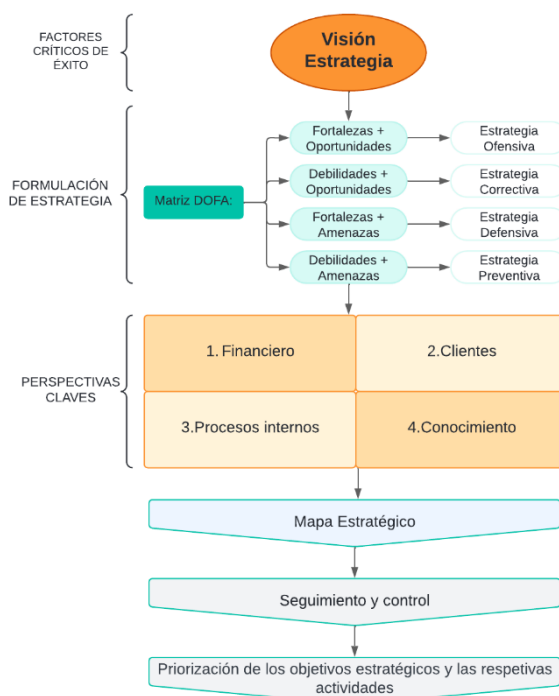 FACTORES
CRÍTICOS DE
ÉXITO
Visión
Estrategia
FORMULACIÓN
DE ESTRATEGIA
Matriz DOFA:
Fortalezas +
Oportunidades
Estrategia
Ofensiva
Debilidades +
Oportunidades
Estrategia
Correctiva
Fortalezas +
Amenazas
Estrategia
Defensiva
Debilidades +
Amenazas
Estrategia
Preventiva
PERSPECTIVAS
CLAVES
1. Financiero
2.Clientes
3.Procesos internos
4.Conocimiento
Mapa Estratégico
Seguimiento y control
Priorización de los objetivos estratégicos y las respetivas
actividades